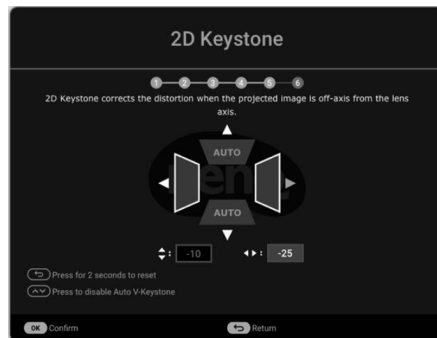 2D Keystone
1 2 3 4 5 6
2D Keystone corrects the distortion when the projected image is off-axis from the lens
axis.
AUTO
AUTO
: -10 : -25
Press for 2 seconds to reset
Press to disable Auto V-Keystone
OK Confirm Return